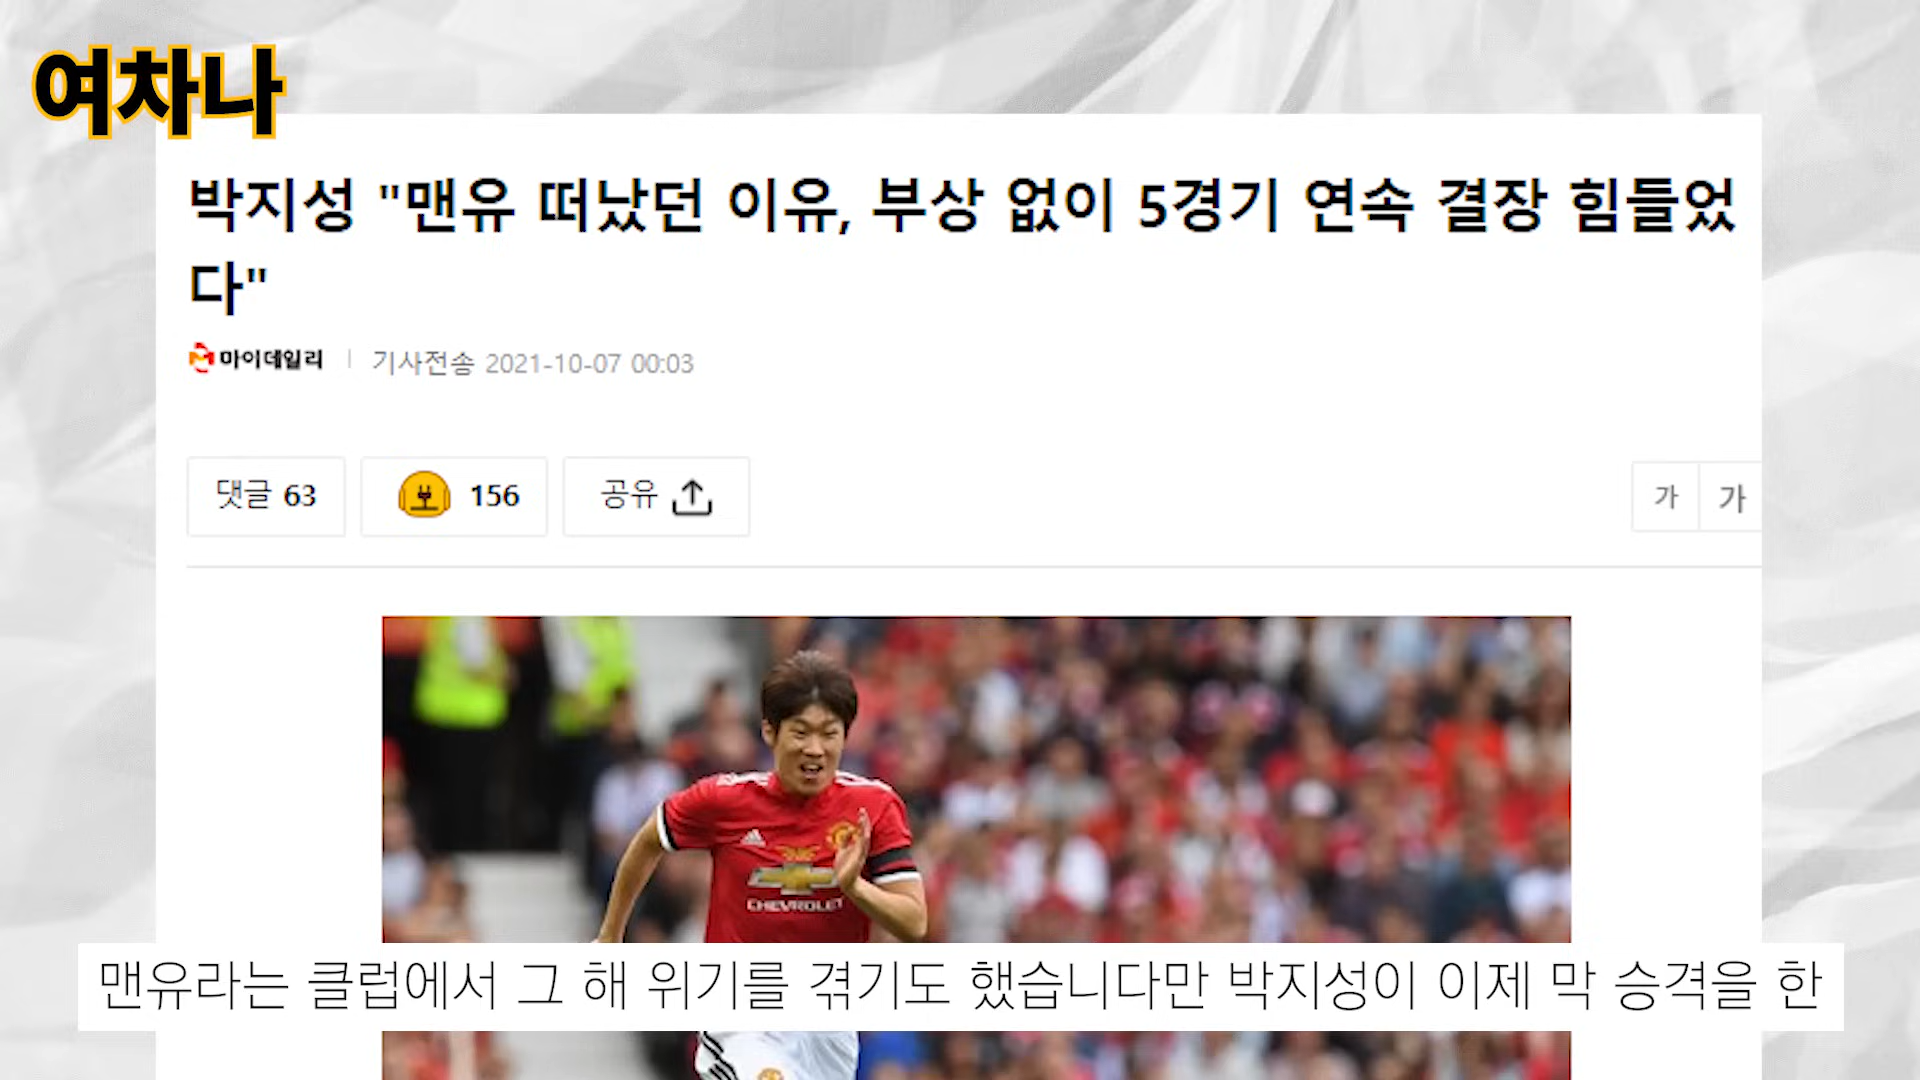 여차나
박지성 "맨유 떠났던 이유, 부상 없이 5경기 연속 결장 힘들었
다"
마이데일리 기사전송 2021-10-07 00:03
댓글 63 쏘 156 공유 가 가
CHEVROLET
맨유라는 클럽에서 그 해 위기를 겪기도 했습니다만 박지성이 이제 막 승격을 한